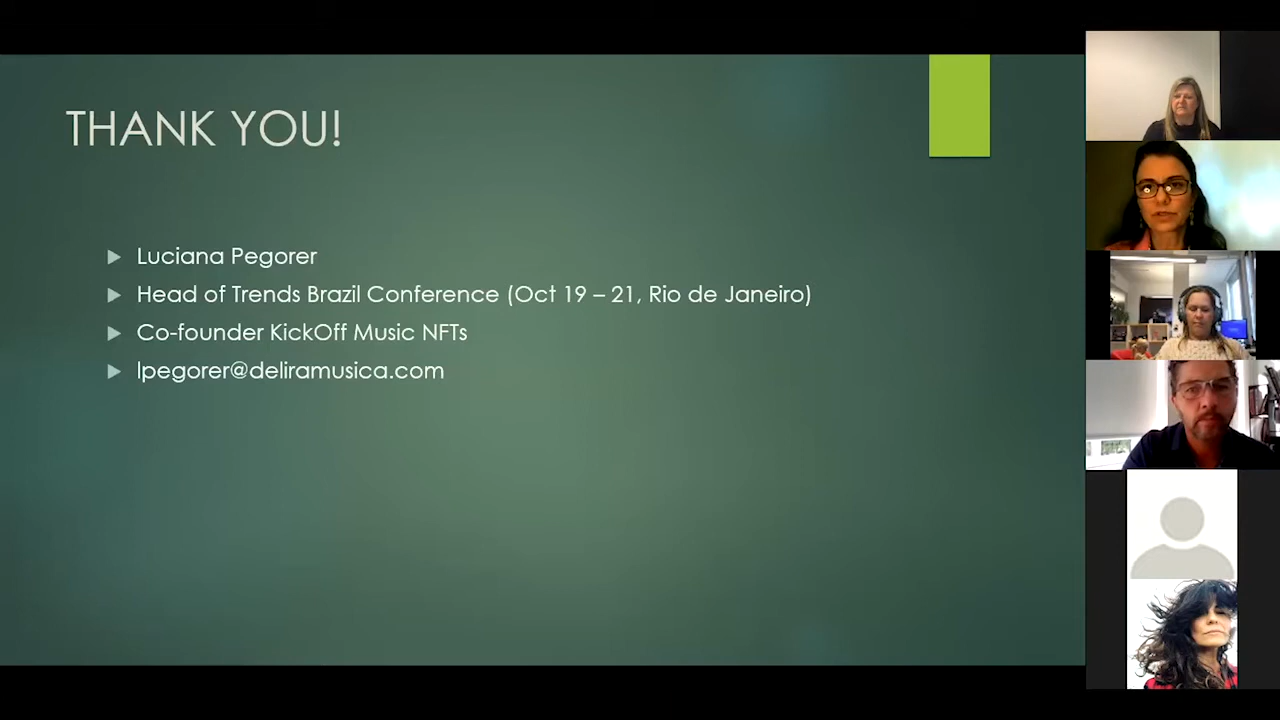 THANK YOU!
Luciana Pegorer
Head of Trends Brazil Conference (Oct 19 – 21, Rio de Janeiro)
Co-founder KickOff Music NFTs
lpegorer@deliramusica.com